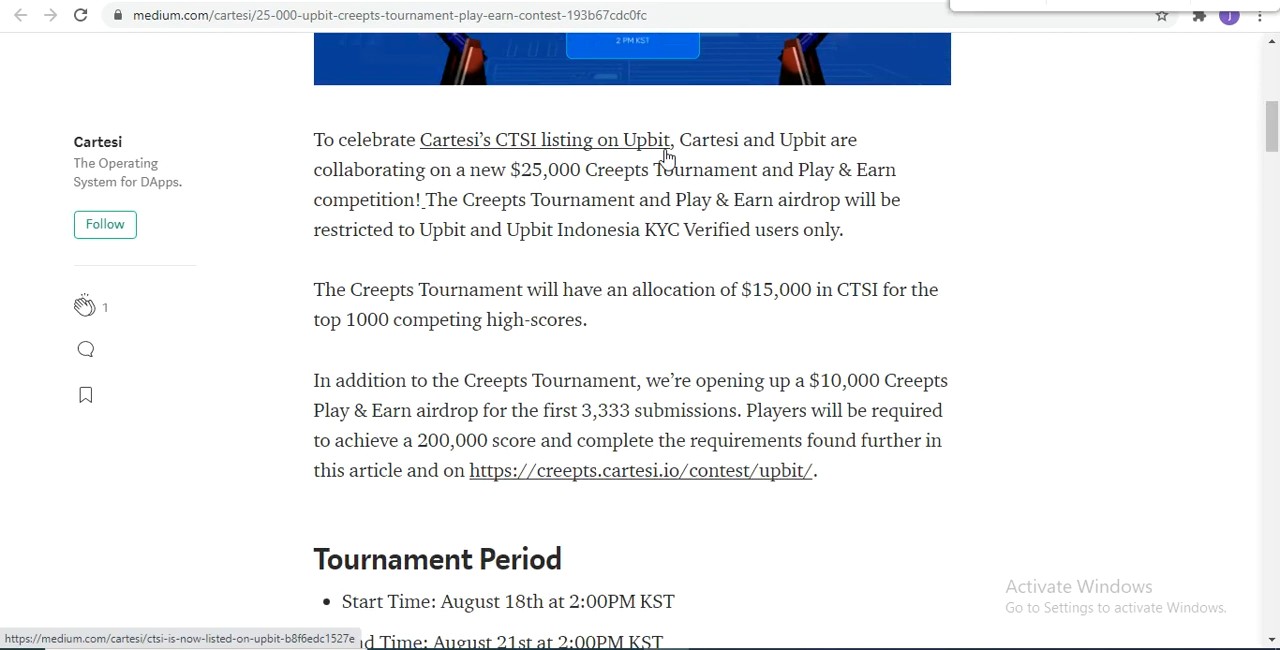 medium.com/cartesi/25-000-upbit-creepts-tournament-play-earn-contest-193b67cdc0fc
J
2 PM KST
Cartesi
The Operating
System for DApps.
Follow
1
To celebrate Cartesi’s CTSI listing on Upbit, Cartesi and Upbit are
collaborating on a new $25,000 Creepts Tournament and Play & Earn
competition! The Creepts Tournament and Play & Earn airdrop will be
restricted to Upbit and Upbit Indonesia KYC Verified users only.
The Creepts Tournament will have an allocation of $15,000 in CTSI for the
top 1000 competing high-scores.
In addition to the Creepts Tournament, we’re opening up a $10,000 Creepts
Play & Earn airdrop for the first 3,333 submissions. Players will be required
to achieve a 200,000 score and complete the requirements found further in
this article and on https://creepts.cartesi.io/contest/upbit/.
Tournament Period
• Start Time: August 18th at 2:00PM KST
d Time: August 21st at 2:00PM KST
Activate Windows
Go to Settings to activate Windows.
https://medium.com/cartesi/ctsi-is-now-listed-on-upbit-b8f6edc1527e